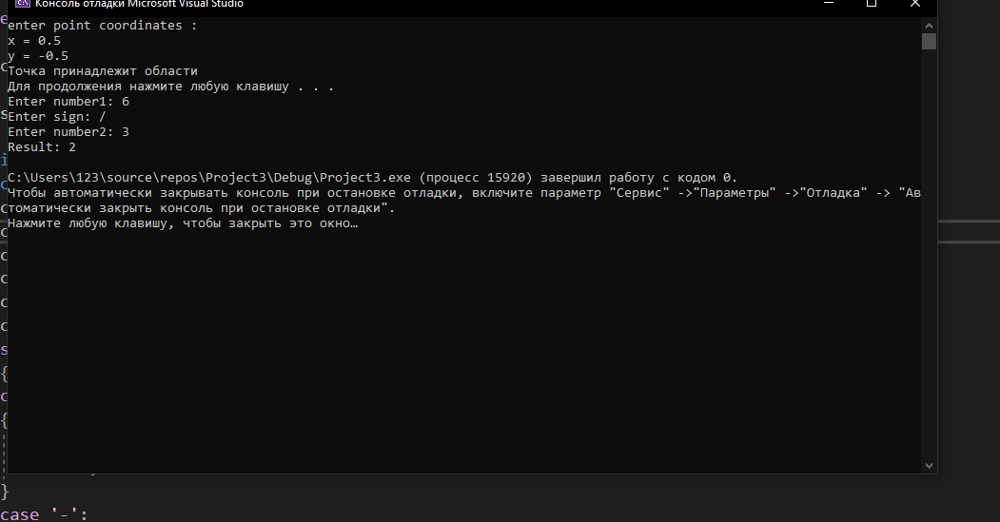 Консоль отладки Microsoft Visual Studio
enter point coordinates :
x = 0.5
y = -0.5
Точка принадлежит области
Для продолжения нажмите любую клавишу . . .
Enter number1: 6
Enter sign: /
Enter number2: 3
Result: 2
C:\Users\123\source\repos\Project3\Debug\Project3.exe (процесс 15920) завершил работу с кодом 0.
Чтобы автоматически закрывать консоль при остановке отладки, включите параметр "Сервис" ->"Параметры" ->"Отладка" -> "Ав
томатически закрыть консоль при остановке отладки".
Нажмите любую клавишу, чтобы закрыть это окно…
{
{
}
case '-':